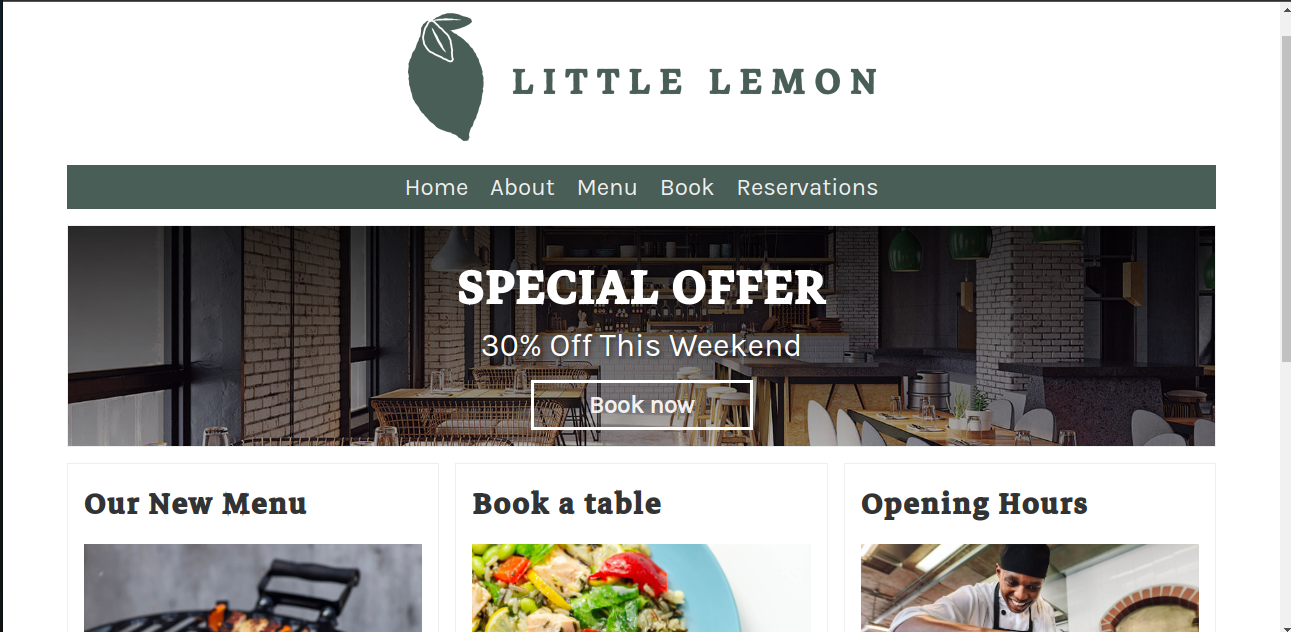 LITTLE LEMON
Home About Menu Book Reservations
SPECIAL OFFER
30% Off This Weekend
Book now
Our New Menu
Book a table
Opening Hours